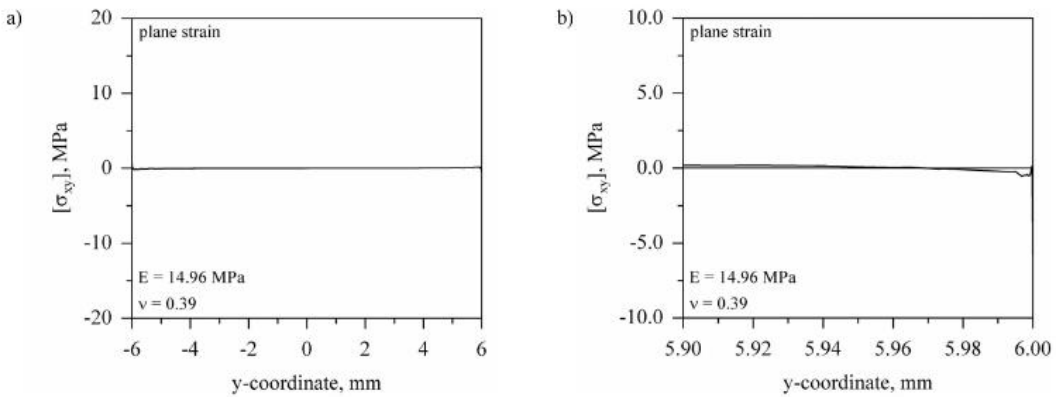 a)
[σxy], MPa
20
10
0
-10
-20
plane strain
E = 14.96 MPa
ν = 0.39
-6 -4 -2 0 2 4 6
y-coordinate, mm
b)
[σxy], MPa
10.0
5.0
0.0
-5.0
-10.0
plane strain
E = 14.96 MPa
ν = 0.39
5.90 5.92 5.94 5.96 5.98 6.00
y-coordinate, mm